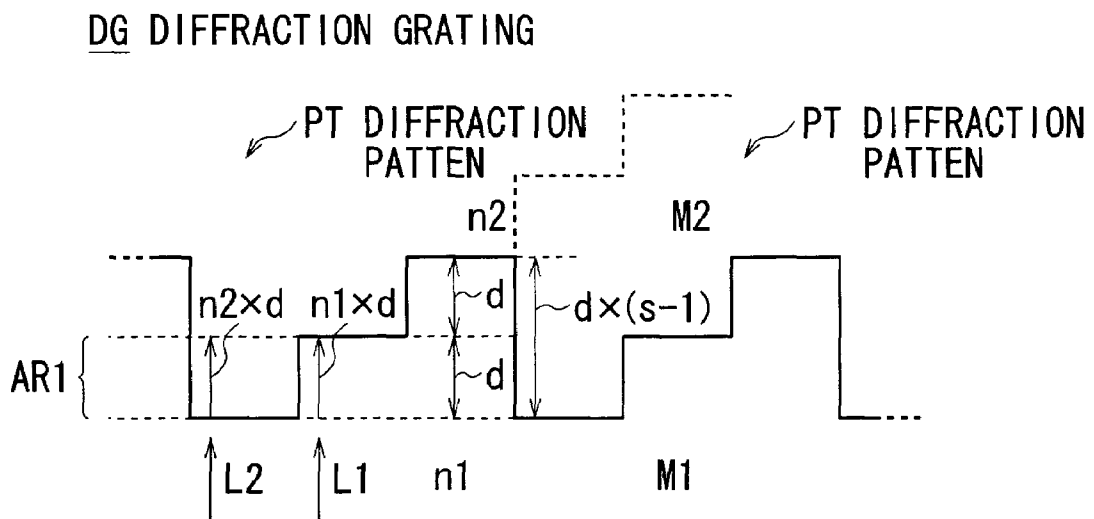 DG DIFFRACTION GRATING
PT DIFFRACTION
PATTEN
PT DIFFRACTION
PATTEN
n2
M2
n2×d
n1×d
d
d×(s-1)
AR1
d
L2
L1
n1
M1